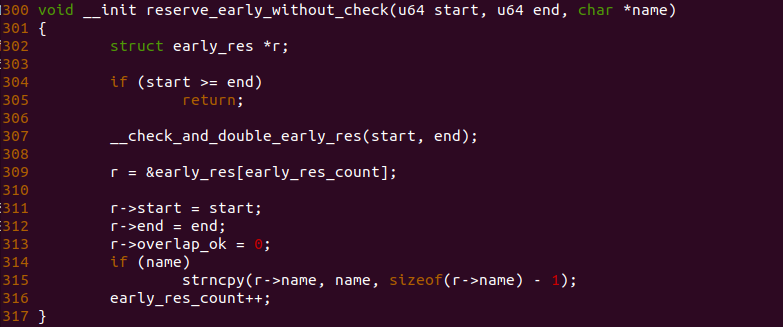 300 void __init reserve_early_without_check(u64 start, u64 end, char *name)
301 {
302         struct early_res *r;
303
304         if (start >= end)
305                 return;
306
307         __check_and_double_early_res(start, end);
308
309         r = &early_res[early_res_count];
310
311         r->start = start;
312         r->end = end;
313         r->overlap_ok = 0;
314         if (name)
315                 strncpy(r->name, name, sizeof(r->name) - 1);
316         early_res_count++;
317 }